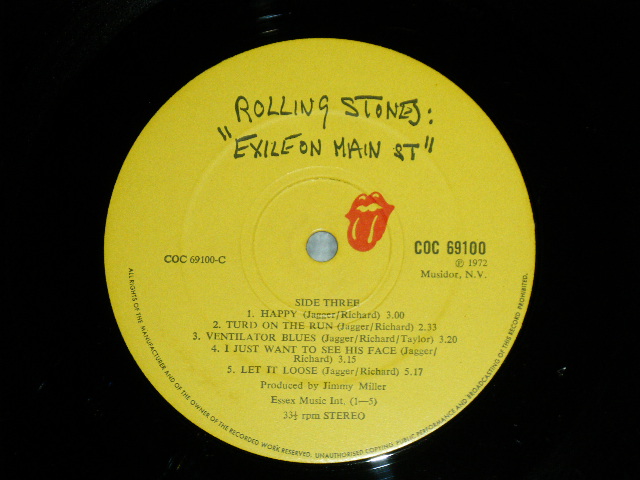 ROLLING STONES:
"EXILE ON MAIN ST"
COC 69100-C
COC 69100
℗ 1972
Musidor, N.V.
SIDE THREE
1. HAPPY (Jagger/Richard) 3.00
2. TURD ON THE RUN (Jagger/Richard) 2.33
3. VENTILATOR BLUES (Jagger/Richard/Taylor) 3.20
4. I JUST WANT TO SEE HIS FACE (Jagger/
Richard) 3.15
5. LET IT LOOSE (Jagger/Richard) 5.17
Produced by Jimmy Miller
Essex Music Int. (1—5)
33⅓ rpm STEREO
ALL RIGHTS OF THE MANUFACTURER AND OF THE OWNER OF THE RECORDED WORK RESERVED. UNAUTHORISED COPYING, PUBLIC PERFORMANCE AND BROADCASTING OF THIS RECORD PROHIBITED.